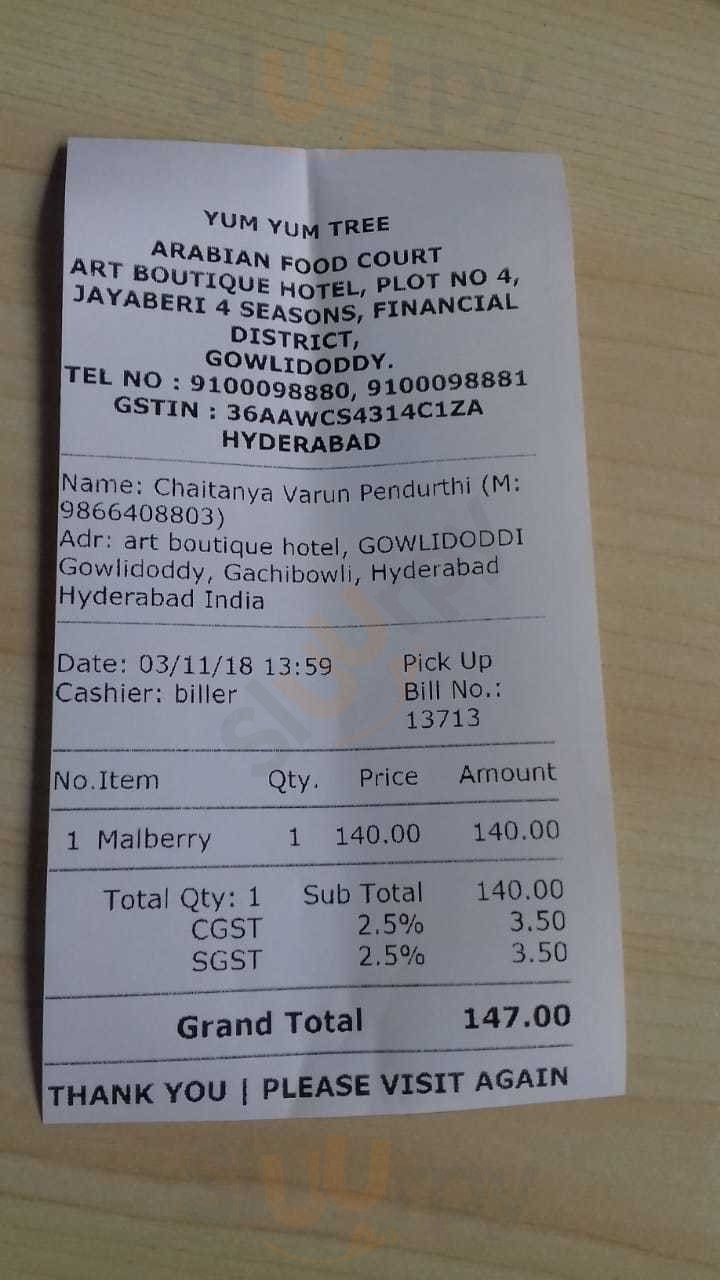 sluurpy
YUM YUM TREE
ARABIAN FOOD COURT
ART BOUTIQUE HOTEL, PLOT NO 4,
JAYABERI 4 SEASONS, FINANCIAL
DISTRICT,
GOWLIDODDY.
TEL NO : 9100098880, 9100098881
GSTIN : 36AAWCS4314C1ZA
HYDERABAD
Name: Chaitanya Varun Pendurthi (M:
9866408803)
Adr: art boutique hotel, GOWLIDODDI
Gowlidoddy, Gachibowli, Hyderabad
Hyderabad India
sluurpy
Date: 03/11/18 13:59 Pick Up
Cashier: biller Bill No.:
13713
No.Item Qty. Price Amount
1 Malberry 1 140.00 140.00
Total Qty: 1 Sub Total 140.00
CGST 2.5% 3.50
SGST 2.5% 3.50
Grand Total 147.00
THANK YOU | PLEASE VISIT AGAIN
sluurpy